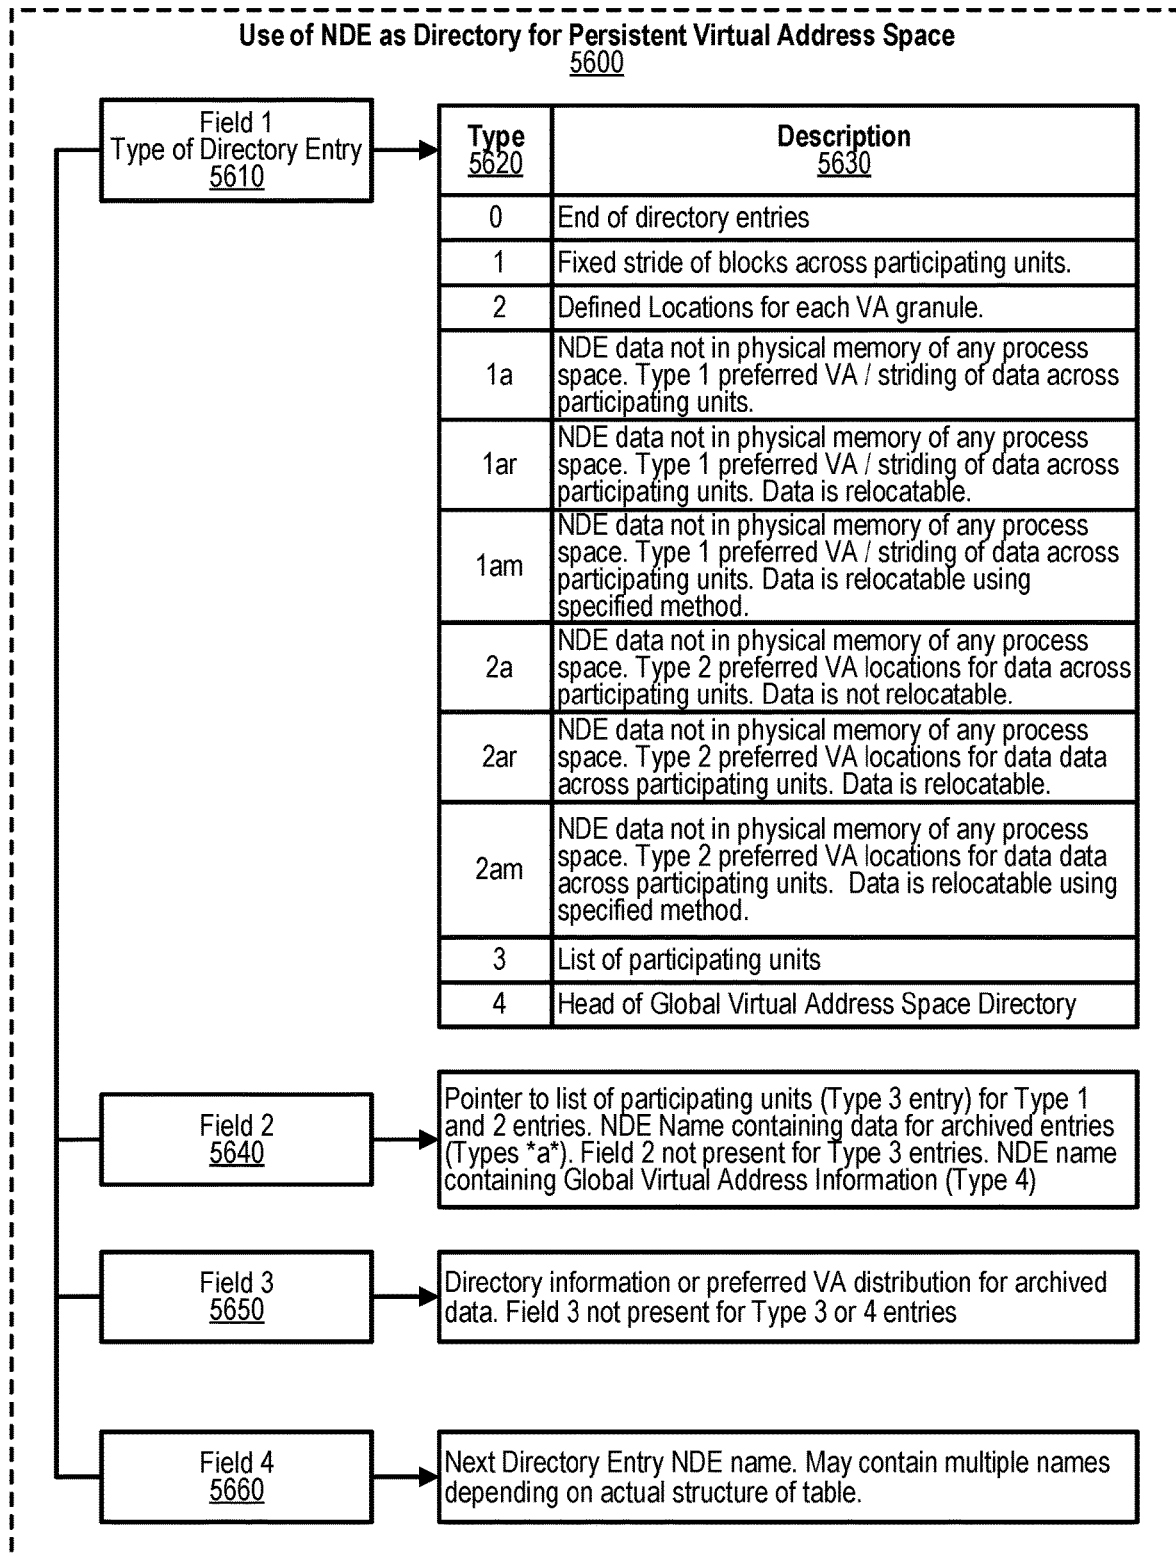 Use of NDE as Directory for Persistent Virtual Address Space
5600
Field 1
Type of Directory Entry
5610
Type
5620
Description
5630
0
End of directory entries
1
Fixed stride of blocks across participating units.
2
Defined Locations for each VA granule.
1a
NDE data not in physical memory of any process
space. Type 1 preferred VA / striding of data across
participating units.
1ar
NDE data not in physical memory of any process
space. Type 1 preferred VA / striding of data across
participating units. Data is relocatable.
1am
NDE data not in physical memory of any process
space. Type 1 preferred VA / striding of data across
participating units. Data is relocatable using
specified method.
2a
NDE data not in physical memory of any process
space. Type 2 preferred VA locations for data across
participating units. Data is not relocatable.
2ar
NDE data not in physical memory of any process
space. Type 2 preferred VA locations for data data
across participating units. Data is relocatable.
2am
NDE data not in physical memory of any process
space. Type 2 preferred VA locations for data data
across participating units. Data is relocatable using
specified method.
3
List of participating units
4
Head of Global Virtual Address Space Directory
Field 2
5640
Pointer to list of participating units (Type 3 entry) for Type 1
and 2 entries. NDE Name containing data for archived entries
(Types *a*). Field 2 not present for Type 3 entries. NDE name
containing Global Virtual Address Information (Type 4)
Field 3
5650
Directory information or preferred VA distribution for archived
data. Field 3 not present for Type 3 or 4 entries
Field 4
5660
Next Directory Entry NDE name. May contain multiple names
depending on actual structure of table.